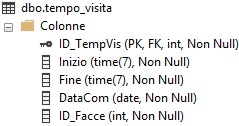 dbo.tempo_visita
Colonne
ID_TempVis (PK, FK, int, Non Null)
Inizio (time(7), Non Null)
Fine (time(7), Non Null)
DataCom (date, Non Null)
ID_Facce (int, Non Null)